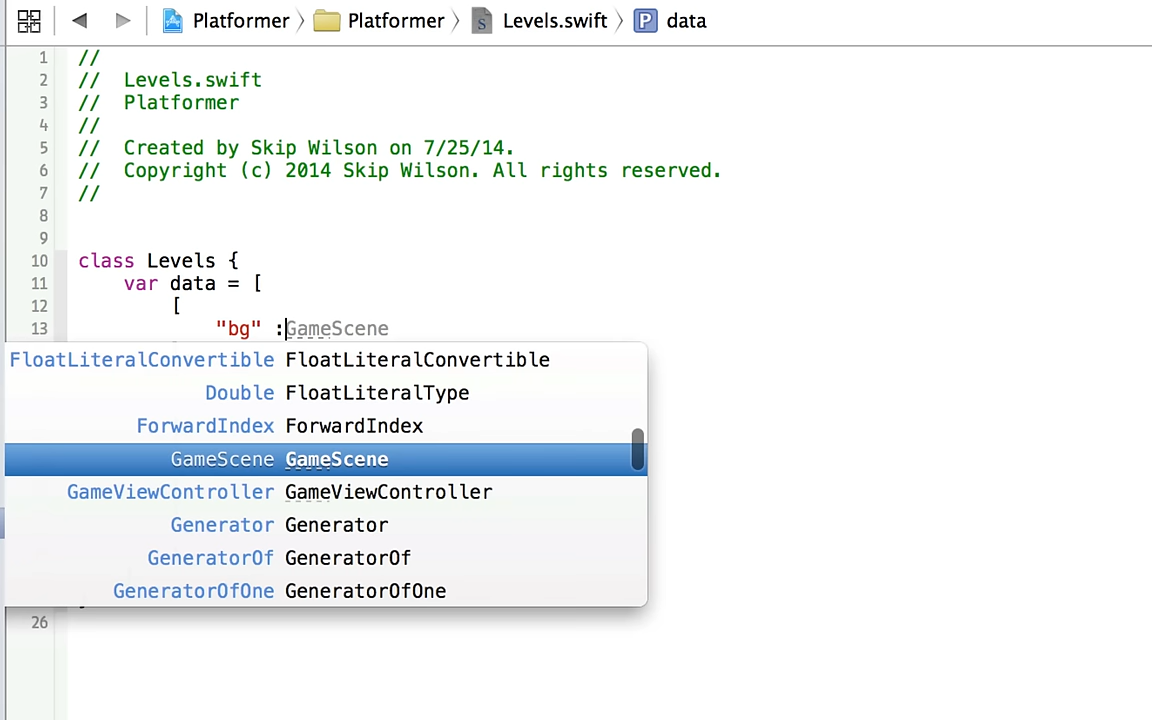 Platformer Platformer Levels.swift P data
1 //
2 // Levels.swift
3 // Platformer
4 //
5 // Created by Skip Wilson on 7/25/14.
6 // Copyright (c) 2014 Skip Wilson. All rights reserved.
7 //
8
9
10 class Levels {
11 var data = [
12 [
13 "bg" :GameScene
FloatLiteralConvertible FloatLiteralConvertible
Double FloatLiteralType
ForwardIndex ForwardIndex
GameScene GameScene
GameViewController GameViewController
Generator Generator
GeneratorOf GeneratorOf
GeneratorOfOne GeneratorOfOne
26